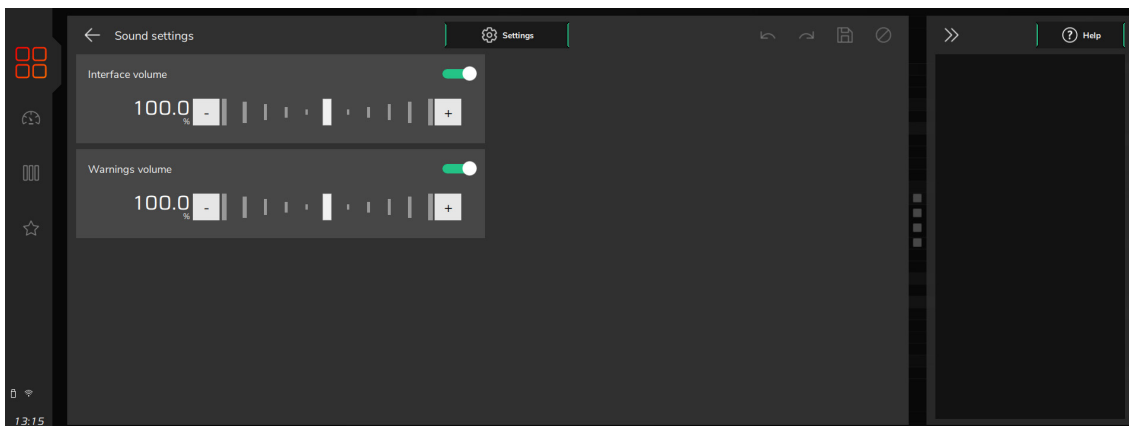 Sound settings
Settings
Help
Interface volume
100.0
%
-
+
Warnings volume
100.0
%
-
+
13:15